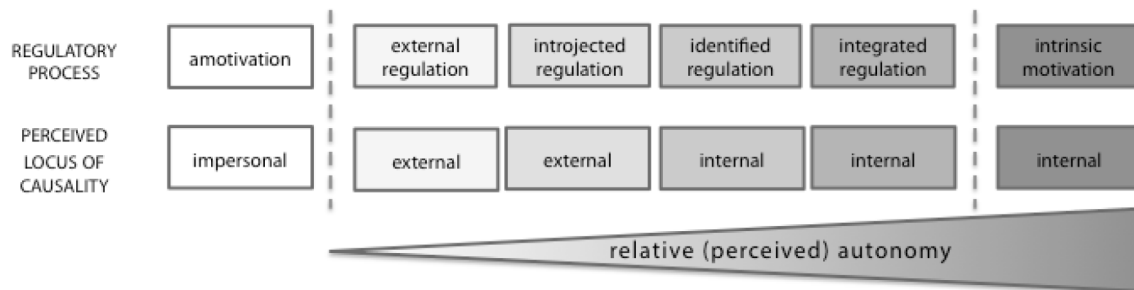 REGULATORY
PROCESS
amotivation
external
regulation
introjected
regulation
identified
regulation
integrated
regulation
intrinsic
motivation
PERCEIVED
LOCUS OF
CAUSALITY
impersonal
external
external
internal
internal
internal
relative (perceived) autonomy